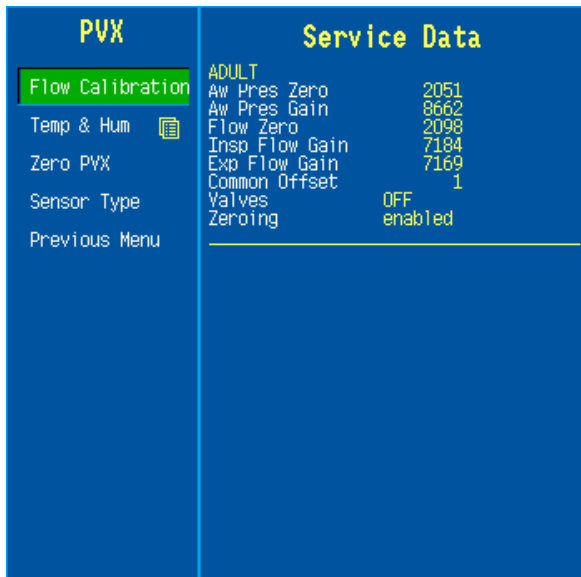 PVX
Flow Calibration
Temp & Hum
Zero PVX
Sensor Type
Previous Menu
Service Data
ADULT
Aw Pres Zero 2051
Aw Pres Gain 8662
Flow Zero 2098
Insp Flow Gain 7184
Exp Flow Gain 7169
Common Offset 1
Valves OFF
Zeroing enabled